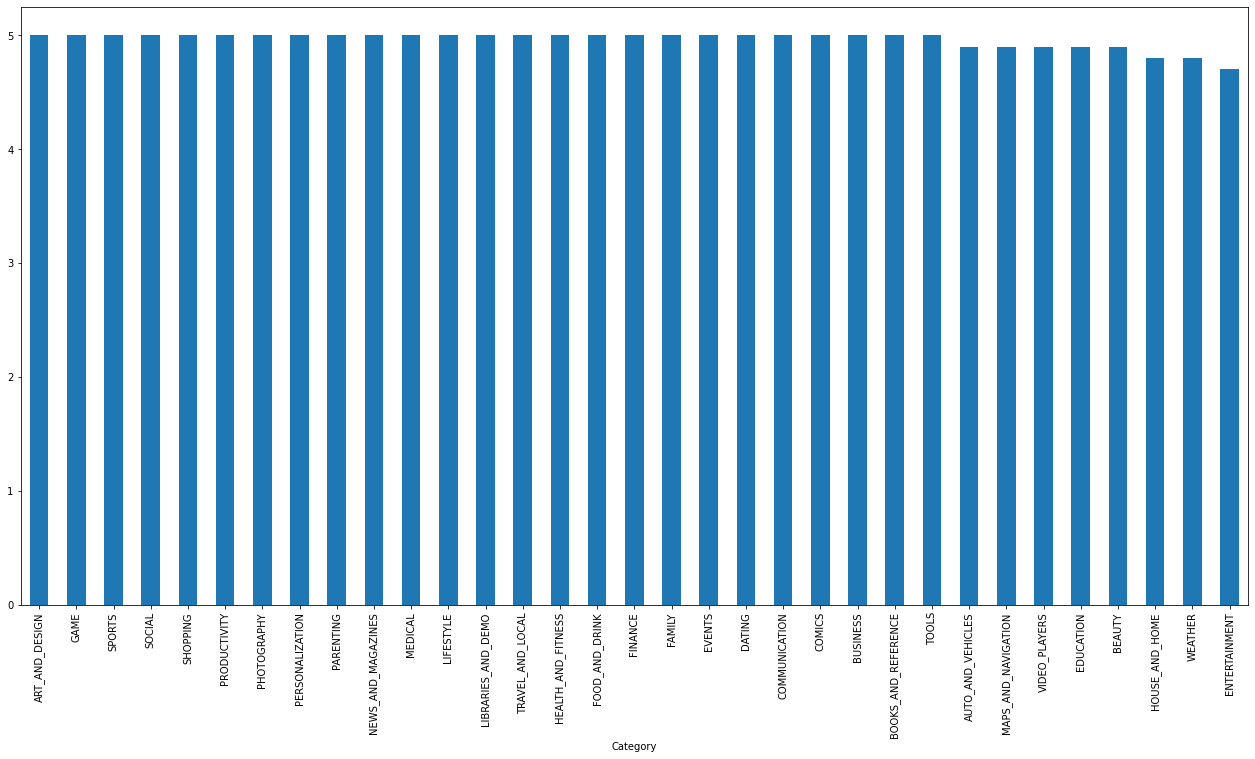 5
4
3
2
1
0
ART_AND_DESIGN
GAME
SPORTS
SOCIAL
SHOPPING
PRODUCTIVITY
PHOTOGRAPHY
PERSONALIZATION
PARENTING
NEWS_AND_MAGAZINES
MEDICAL
LIFESTYLE
LIBRARIES_AND_DEMO
TRAVEL_AND_LOCAL
HEALTH_AND_FITNESS
FOOD_AND_DRINK
FINANCE
FAMILY
EVENTS
DATING
COMMUNICATION
COMICS
BUSINESS
BOOKS_AND_REFERENCE
TOOLS
AUTO_AND_VEHICLES
MAPS_AND_NAVIGATION
VIDEO_PLAYERS
EDUCATION
BEAUTY
HOUSE_AND_HOME
WEATHER
ENTERTAINMENT
Category